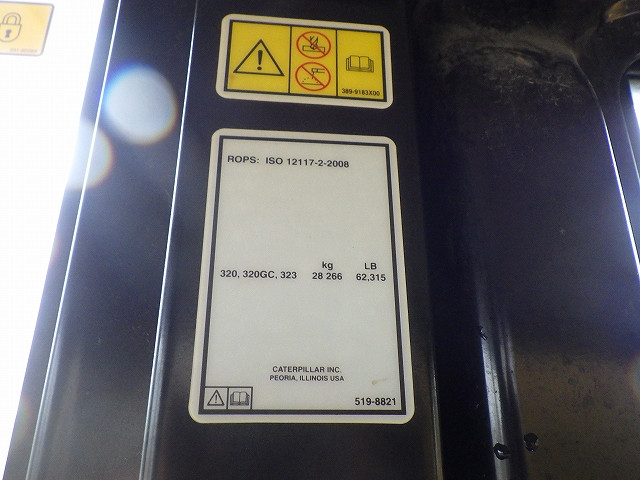 389-9183X00
ROPS: ISO 12117-2-2008
kg LB
320, 320GC, 323 28 266 62,315
CATERPILLAR INC.
PEORIA, ILLINOIS USA
519-8821